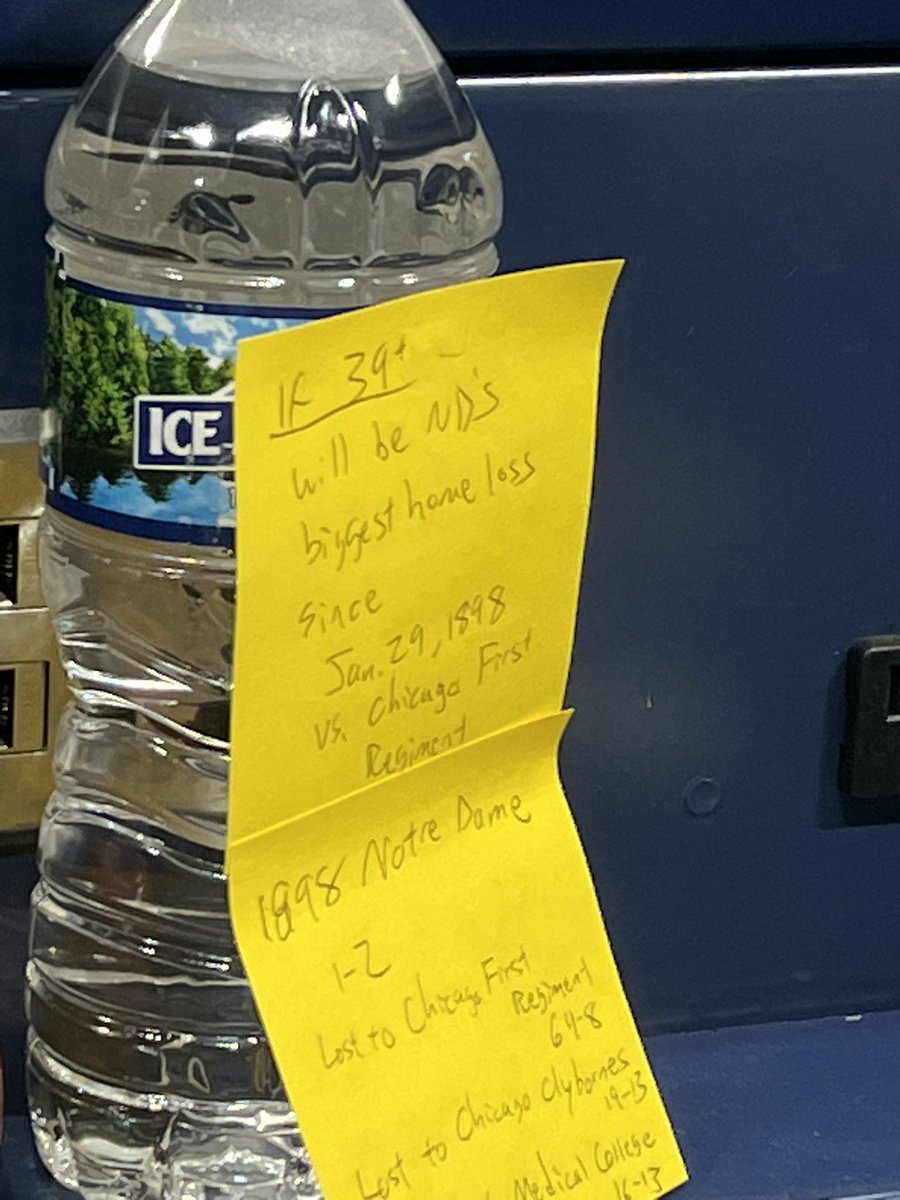 ICE
IF 39+
will be ND's
biggest home loss
since
Jan. 29, 1898
vs. Chicago First
Regiment
1898 Notre Dame
1-2
Lost to Chicago First
Regiment
64-8
Lost to Chicago Clybornes
19-13
Medical College
16-13